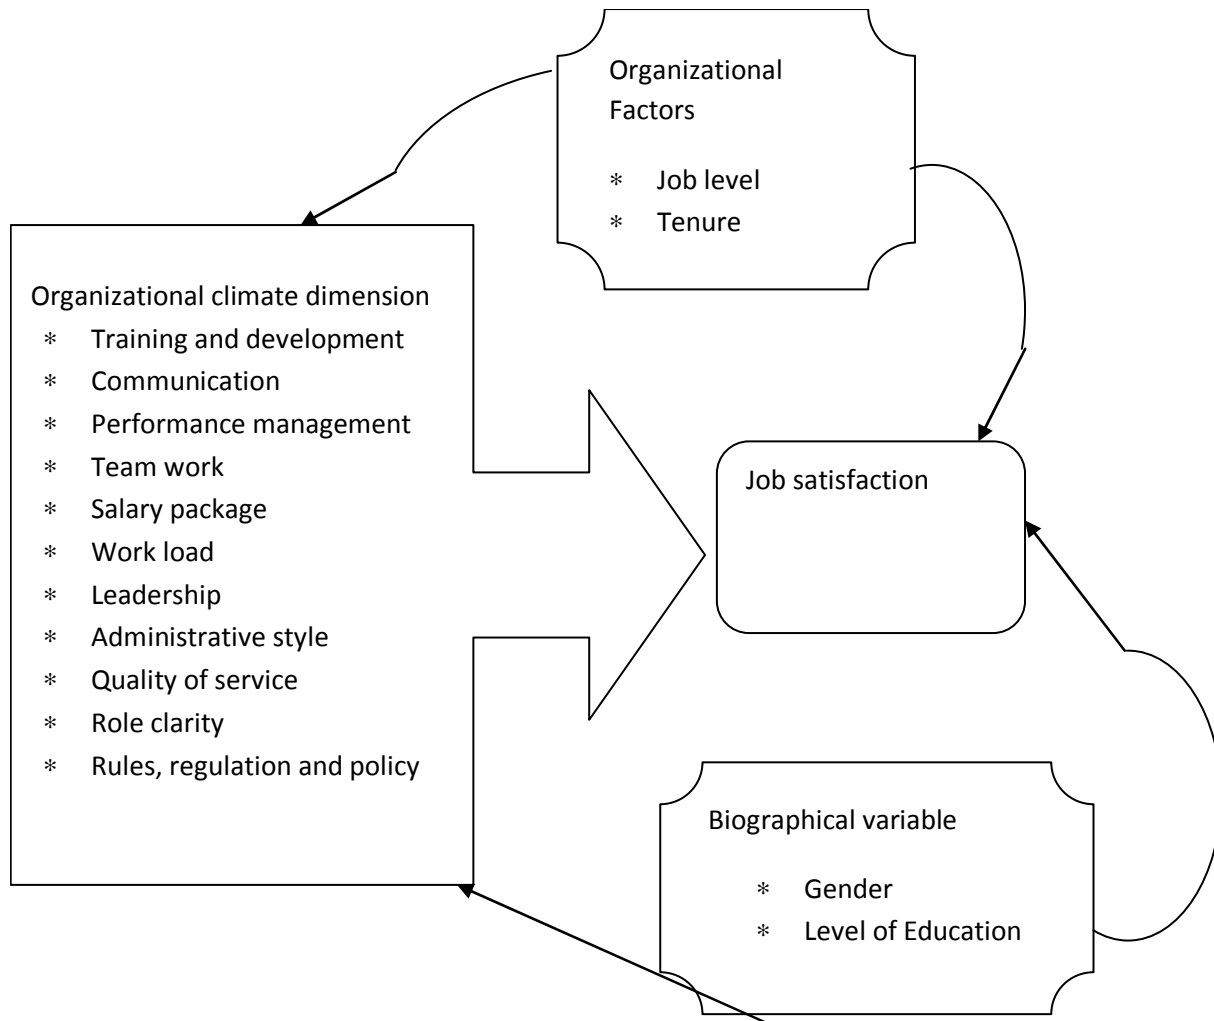 Organizational
Factors
* Job level
* Tenure
Organizational climate dimension
* Training and development
* Communication
* Performance management
* Team work
* Salary package
* Work load
* Leadership
* Administrative style
* Quality of service
* Role clarity
* Rules, regulation and policy
Job satisfaction
Biographical variable
* Gender
* Level of Education